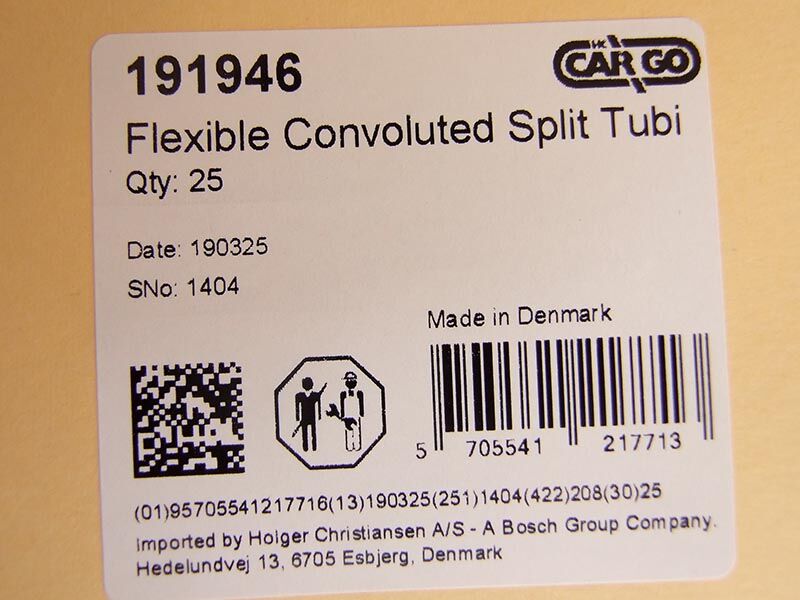 191946
HC
CARGO
Flexible Convoluted Split Tubi
Qty: 25
Date: 190325
SNo: 1404
Made in Denmark
5 705541 217713
(01)95705541217716(13)190325(251)1404(422)208(30)25
Imported by Holger Christiansen A/S - A Bosch Group Company.
Hedelundvej 13, 6705 Esbjerg, Denmark